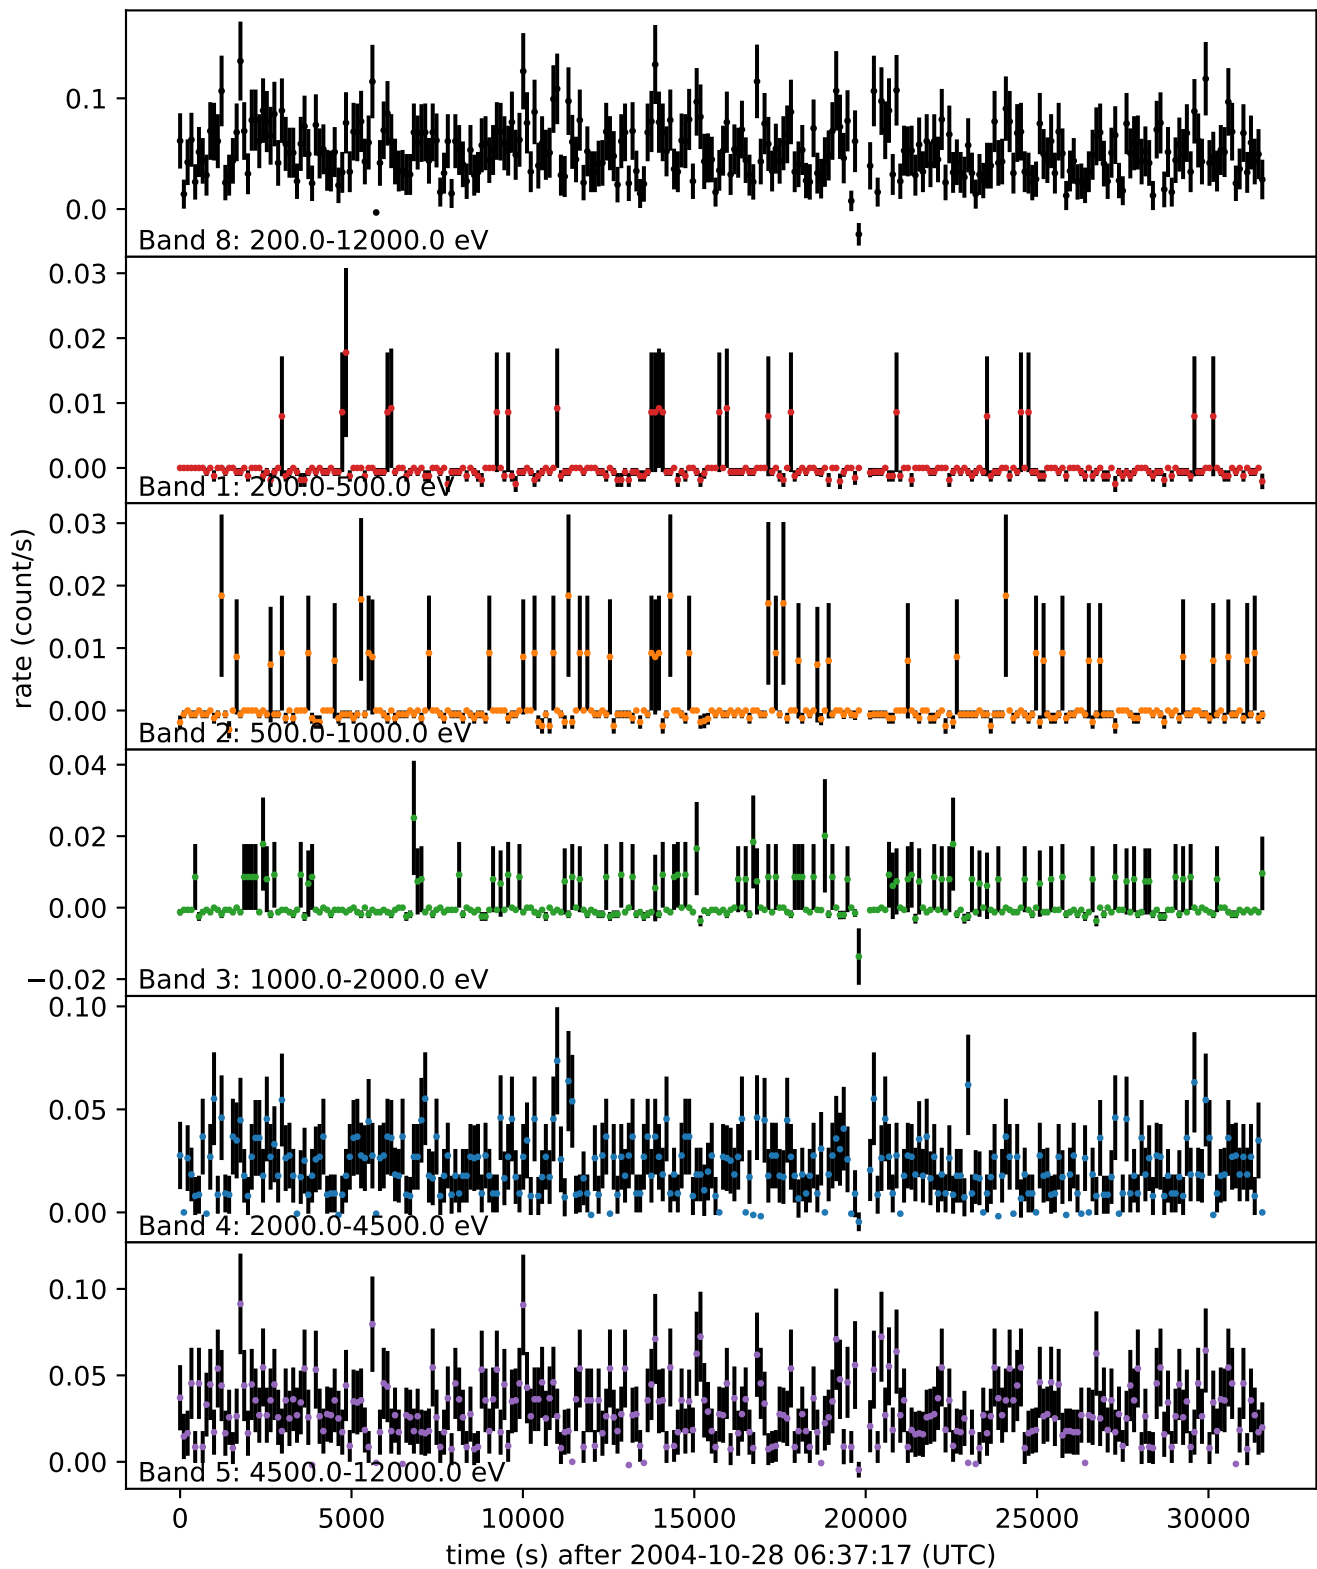 0.1
0.0
Band 8: 200.0-12000.0 eV
0.03
0.02
0.01
0.00
Band 1: 200.0-500.0 eV
0.03
0.02
0.01
0.00
Band 2: 500.0-1000.0 eV
rate (count/s)
0.04
0.02
0.00
−0.02
Band 3: 1000.0-2000.0 eV
0.10
0.05
0.00
Band 4: 2000.0-4500.0 eV
0.10
0.05
0.00
Band 5: 4500.0-12000.0 eV
0 5000 10000 15000 20000 25000 30000
time (s) after 2004-10-28 06:37:17 (UTC)